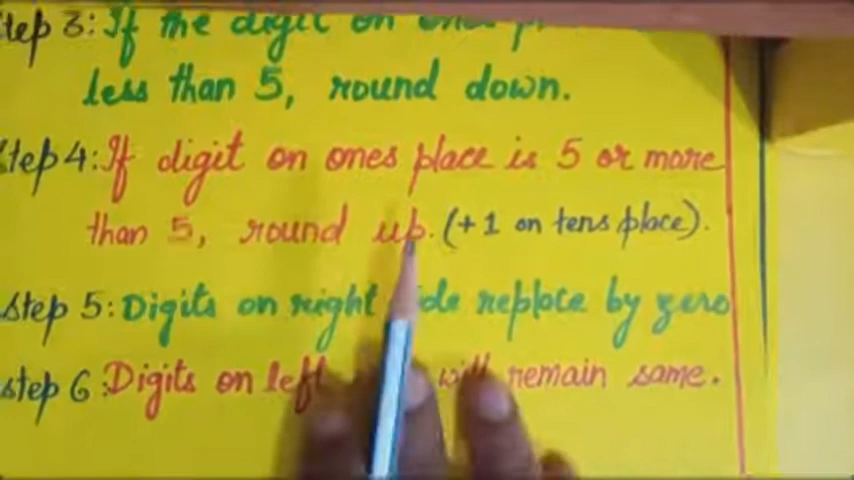 Step 3: If the digit on ones
less than 5, round down.
Step 4: If digit on ones place is 5 or more
than 5, round up. (+1 on tens place).
Step 5: Digits on right replace by zero
Step 6: Digits on left will remain same.